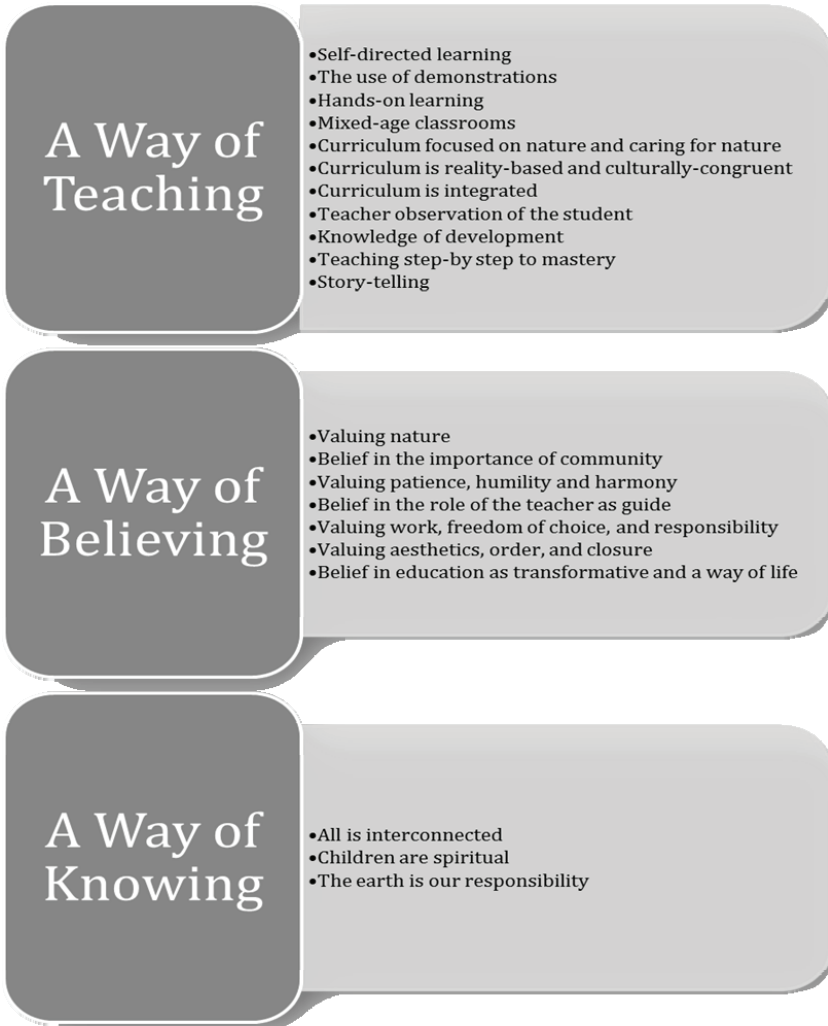 A Way of
Teaching
•Self-directed learning
•The use of demonstrations
•Hands-on learning
•Mixed-age classrooms
•Curriculum focused on nature and caring for nature
•Curriculum is reality-based and culturally-congruent
•Curriculum is integrated
•Teacher observation of the student
•Knowledge of development
•Teaching step-by step to mastery
•Story-telling
A Way of
Believing
•Valuing nature
•Belief in the importance of community
•Valuing patience, humility and harmony
•Belief in the role of the teacher as guide
•Valuing work, freedom of choice, and responsibility
•Valuing aesthetics, order, and closure
•Belief in education as transformative and a way of life
A Way of
Knowing
•All is interconnected
•Children are spiritual
•The earth is our responsibility